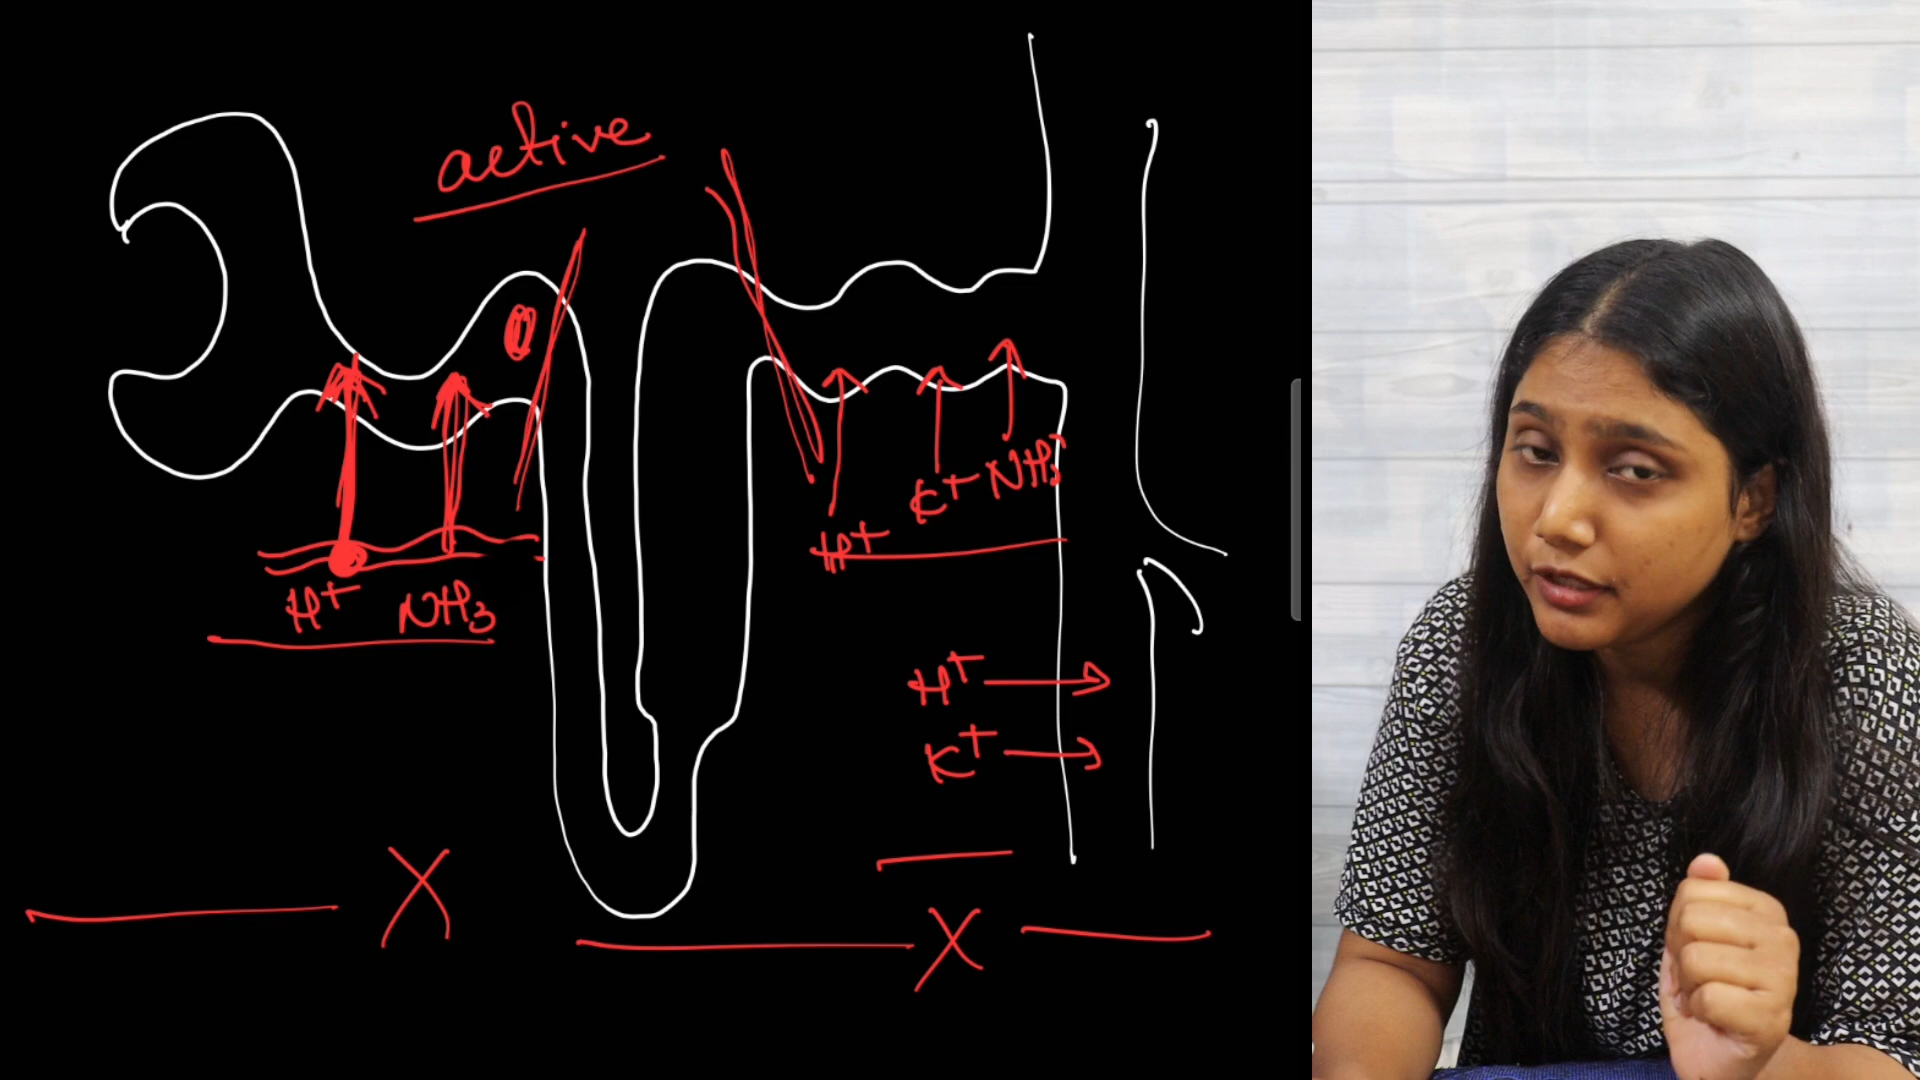 active
H+ K+ NH3
H+ NH3
H+
K+